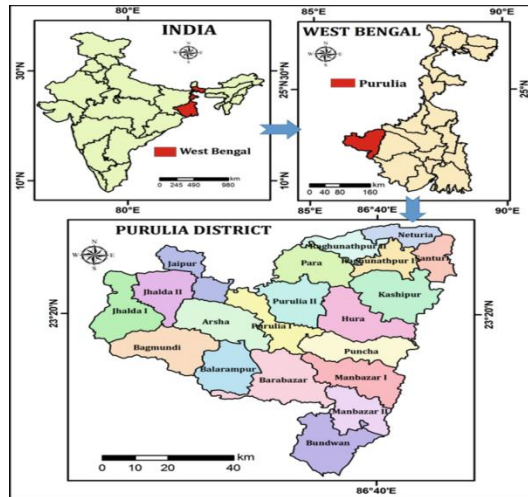 80°E
INDIA
30°N
West Bengal
km
0 245 490 980
10°N
80°E
85°E
90°E
WEST BENGAL
Purulia
25°N
25°N
30°N
10°N
km
0 40 80 160
85°E
90°E
86°40'E
PURULIA DISTRICT
Neturia
Raghunathpur II
Raghunathpur I
Santuri
Jaipur
Para
Jhalda II
Kashipur
Purulia II
Jhalda I
23°20'N
23°20'N
Arsha
Purulia I
Hura
Bagmundi
Puncha
Balarampur
Manbazar I
Barabazar
Manbazar II
Bundwan
km
0 10 20 40
86°40'E